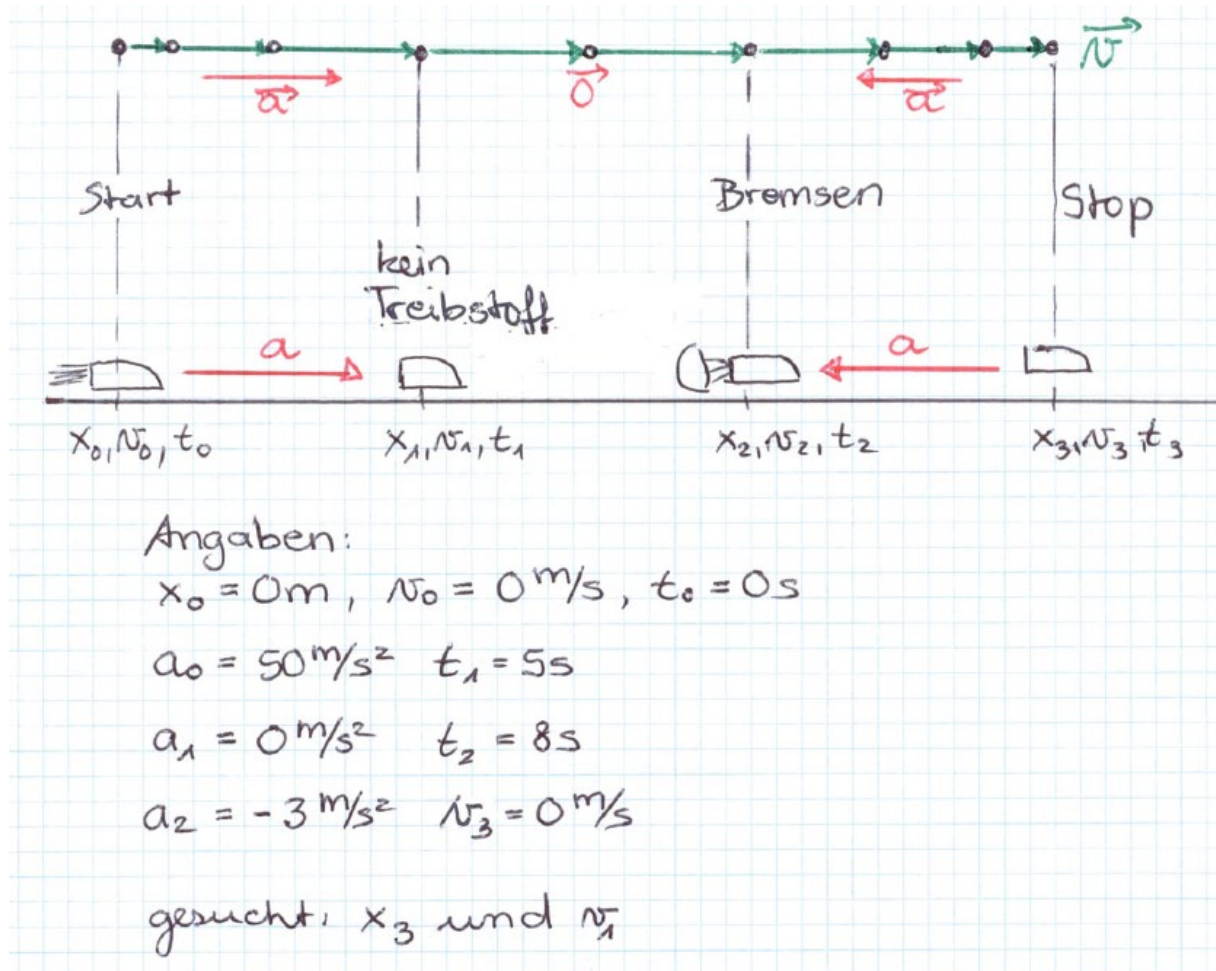 v⃗
a⃗ 0⃗ a⃗
Start Bremsen Stop
kein
Treibstoff
a a
x₀,v₀,t₀ x₁,v₁,t₁ x₂,v₂,t₂ x₃,v₃,t₃
Angaben:
x₀ = 0m, v₀ = 0 m/s, t₀ = 0s
a₀ = 50 m/s² t₁ = 5s
a₁ = 0 m/s² t₂ = 8s
a₂ = -3 m/s² v₃ = 0 m/s
gesucht: x₃ und v₁